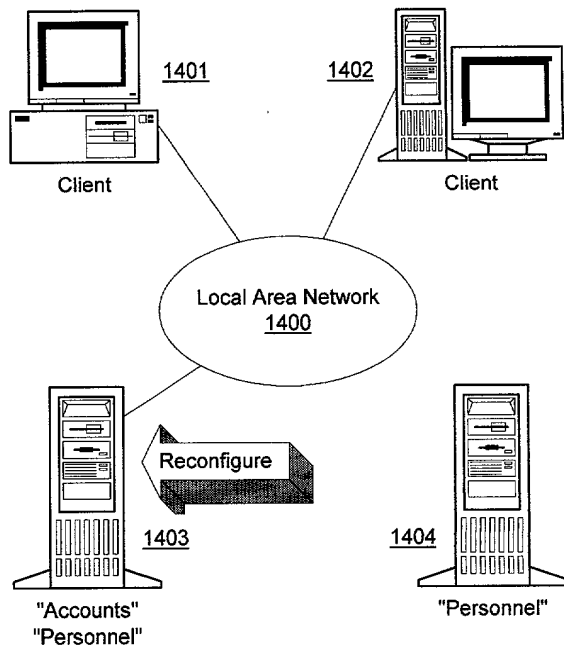 1401
1402
Client
Client
Local Area Network
1400
Reconfigure
1403
1404
"Accounts"
"Personnel"
"Personnel"